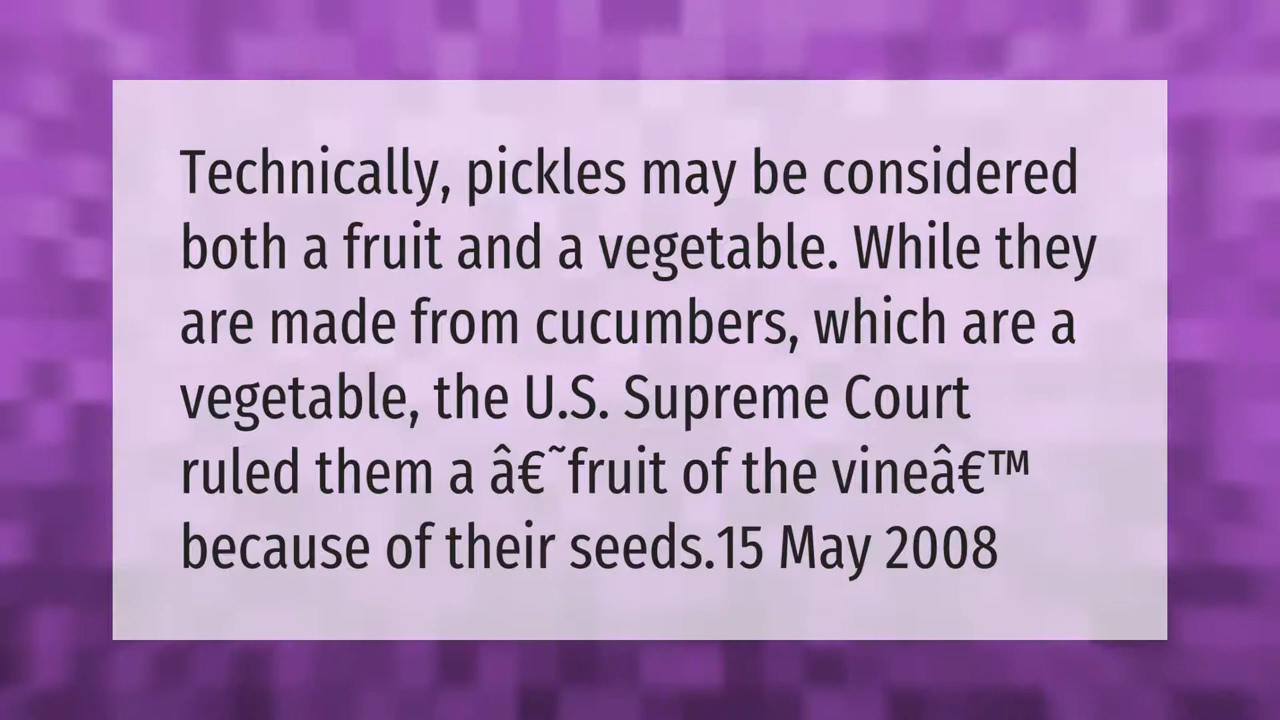 Technically, pickles may be considered
both a fruit and a vegetable. While they
are made from cucumbers, which are a
vegetable, the U.S. Supreme Court
ruled them a â€˜fruit of the vineâ€™
because of their seeds.15 May 2008